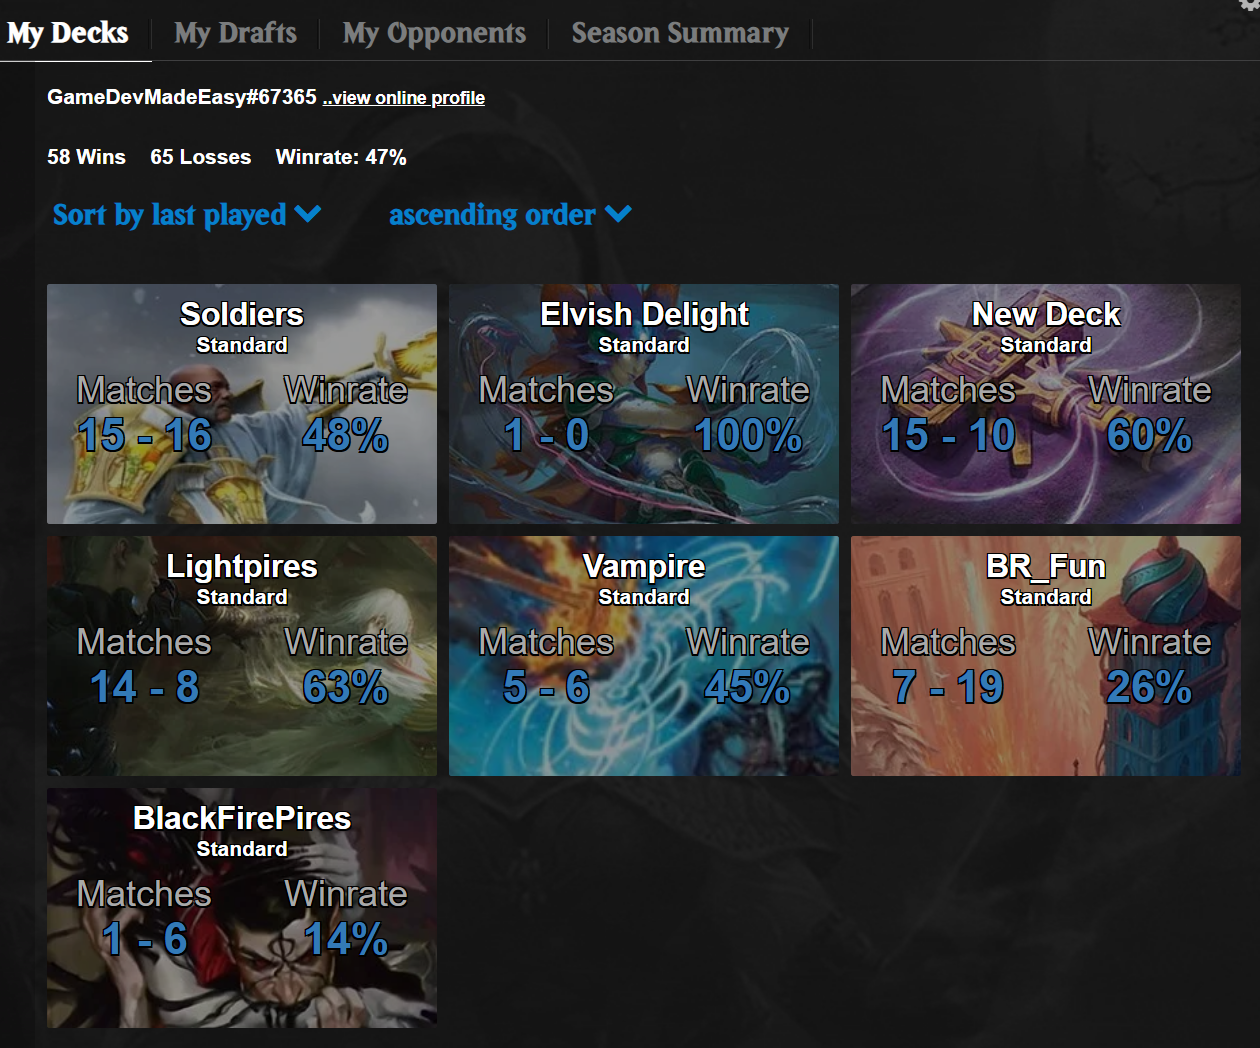 My Decks My Drafts My Opponents Season Summary
GameDevMadeEasy#67365 ..view online profile
58 Wins 65 Losses Winrate: 47%
Sort by last played ascending order
Soldiers
Standard
Matches Winrate
15 - 16 48%
Elvish Delight
Standard
Matches Winrate
1 - 0 100%
New Deck
Standard
Matches Winrate
15 - 10 60%
Lightpires
Standard
Matches Winrate
14 - 8 63%
Vampire
Standard
Matches Winrate
5 - 6 45%
BR_Fun
Standard
Matches Winrate
7 - 19 26%
BlackFirePires
Standard
Matches Winrate
1 - 6 14%